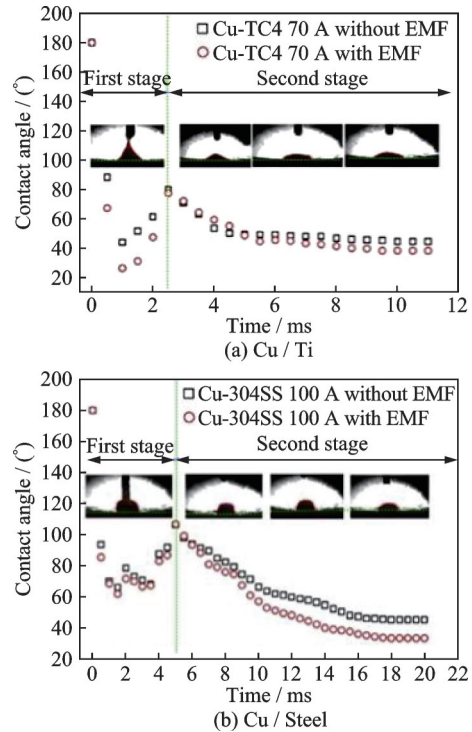 200
180
160
140
120
100
80
60
40
20
Contact angle / (°)
Cu-TC4 70 A without EMF
Cu-TC4 70 A with EMF
First stage
Second stage
0 2 4 6 8 10 12
Time / ms
(a) Cu / Ti
200
180
160
140
120
100
80
60
40
20
Contact angle / (°)
Cu-304SS 100 A without EMF
Cu-304SS 100 A with EMF
First stage
Second stage
0 2 4 6 8 10 12 14 16 18 20 22
Time / ms
(b) Cu / Steel